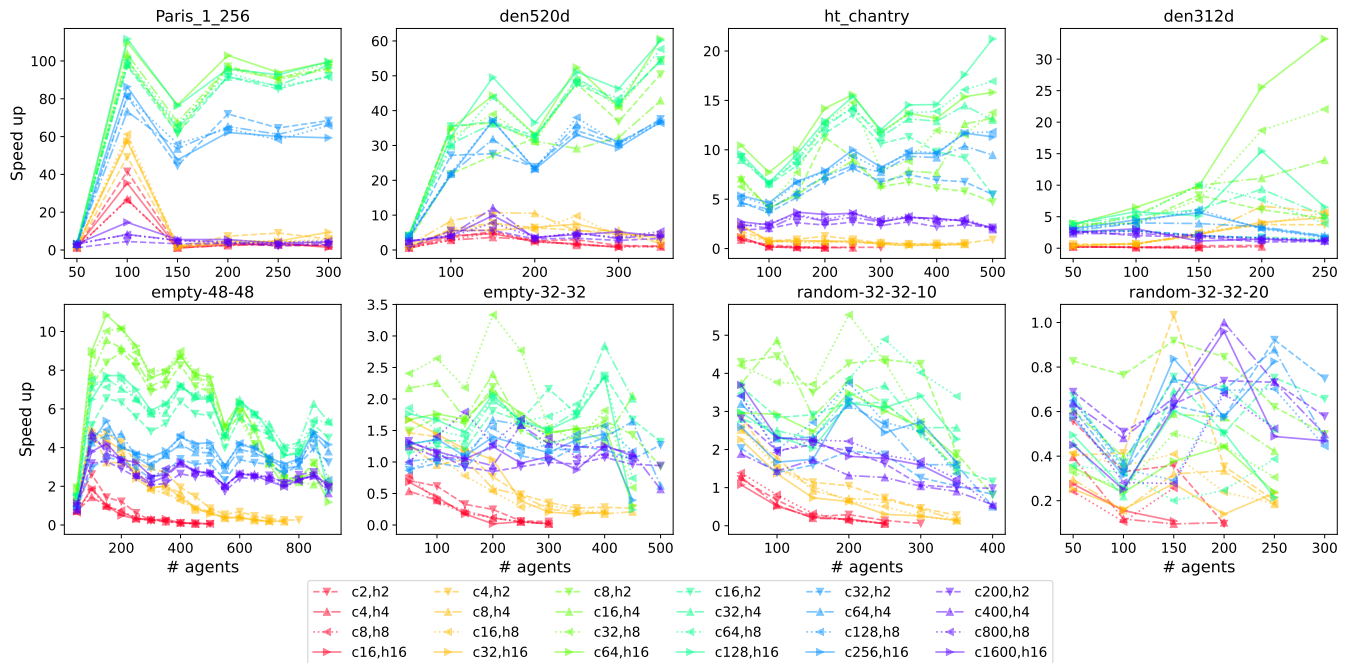 Paris_1_256 den520d ht_chantry den312d
Speed up
100
80
60
40
20
0
50 100 150 200 250 300
60
50
40
30
20
10
0
100 200 300
20
15
10
5
0
100 200 300 400 500
30
25
20
15
10
5
0
50 100 150 200 250
empty-48-48 empty-32-32 random-32-32-10 random-32-32-20
Speed up
10
8
6
4
2
0
200 400 600 800
# agents
3.5
3.0
2.5
2.0
1.5
1.0
0.5
0.0
100 200 300 400 500
# agents
5
4
3
2
1
0
100 200 300 400
# agents
1.0
0.8
0.6
0.4
0.2
50 100 150 200 250 300
# agents
c2,h2 c4,h2 c8,h2 c16,h2 c32,h2 c200,h2
c4,h4 c8,h4 c16,h4 c32,h4 c64,h4 c400,h4
c8,h8 c16,h8 c32,h8 c64,h8 c128,h8 c800,h8
c16,h16 c32,h16 c64,h16 c128,h16 c256,h16 c1600,h16